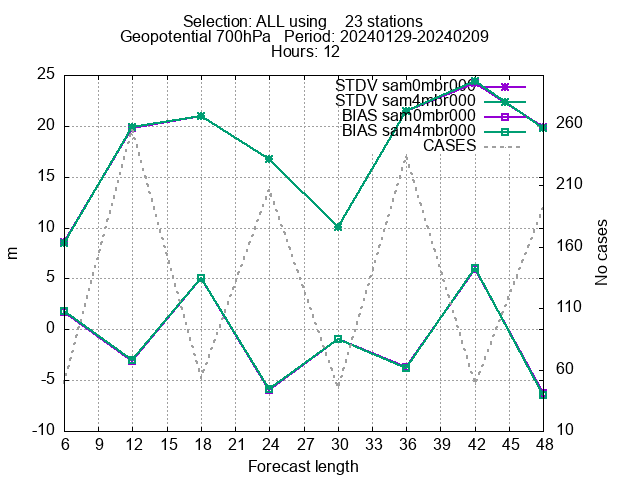 Selection: ALL using    23 stations
Geopotential 700hPa   Period: 20240129-20240209
Hours: 12
STDV sam0mbr000
STDV sam4mbr000
BIAS sam0mbr000
BIAS sam4mbr000
CASES
25
20
15
10
5
0
-5
-10
m
260
210
160
110
60
10
No cases
6 9 12 15 18 21 24 27 30 33 36 39 42 45 48
Forecast length